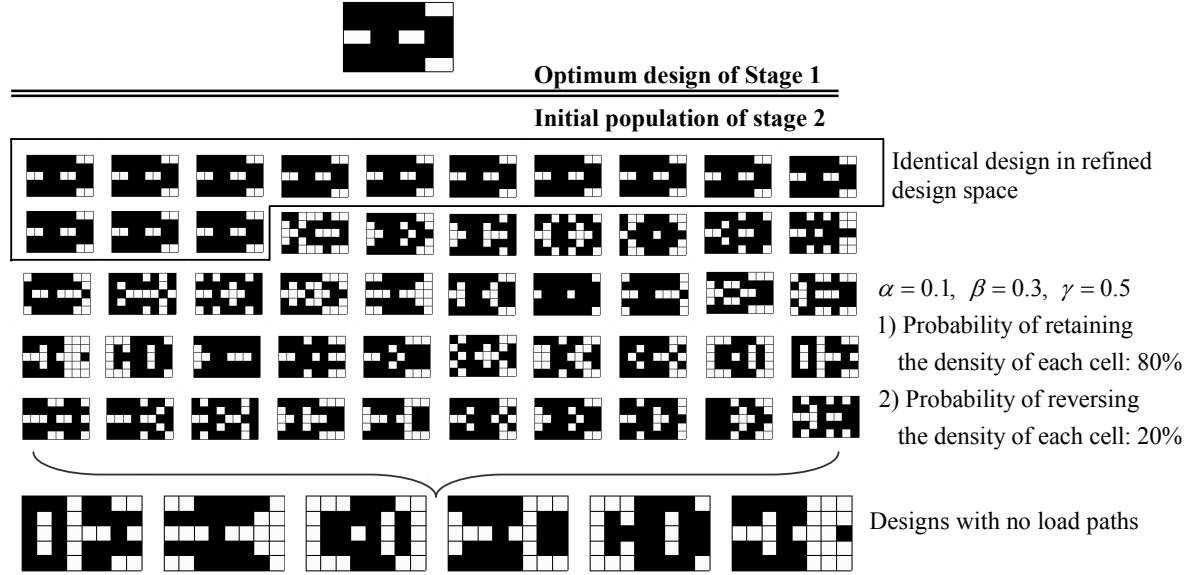 Optimum design of Stage 1
Initial population of stage 2
Identical design in refined
design space
α = 0.1, β = 0.3, γ = 0.5
1) Probability of retaining
the density of each cell: 80%
2) Probability of reversing
the density of each cell: 20%
Designs with no load paths